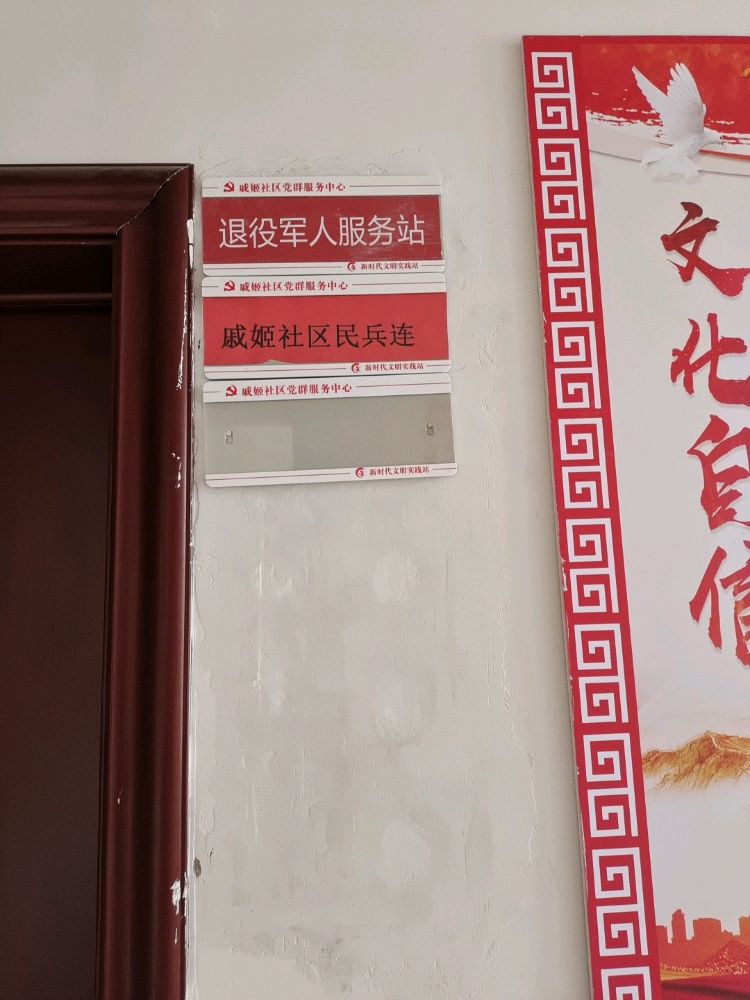 戚姬社区党群服务中心
退役军人服务站
新时代文明实践站
戚姬社区党群服务中心
戚姬社区民兵连
新时代文明实践站
戚姬社区党群服务中心
新时代文明实践站
文化自信